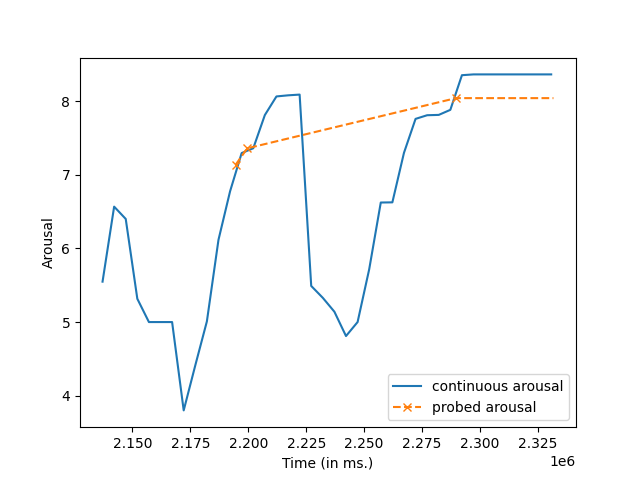 8
7
6
5
4
Arousal
continuous arousal
probed arousal
2.150 2.175 2.200 2.225 2.250 2.275 2.300 2.325
1e6
Time (in ms.)